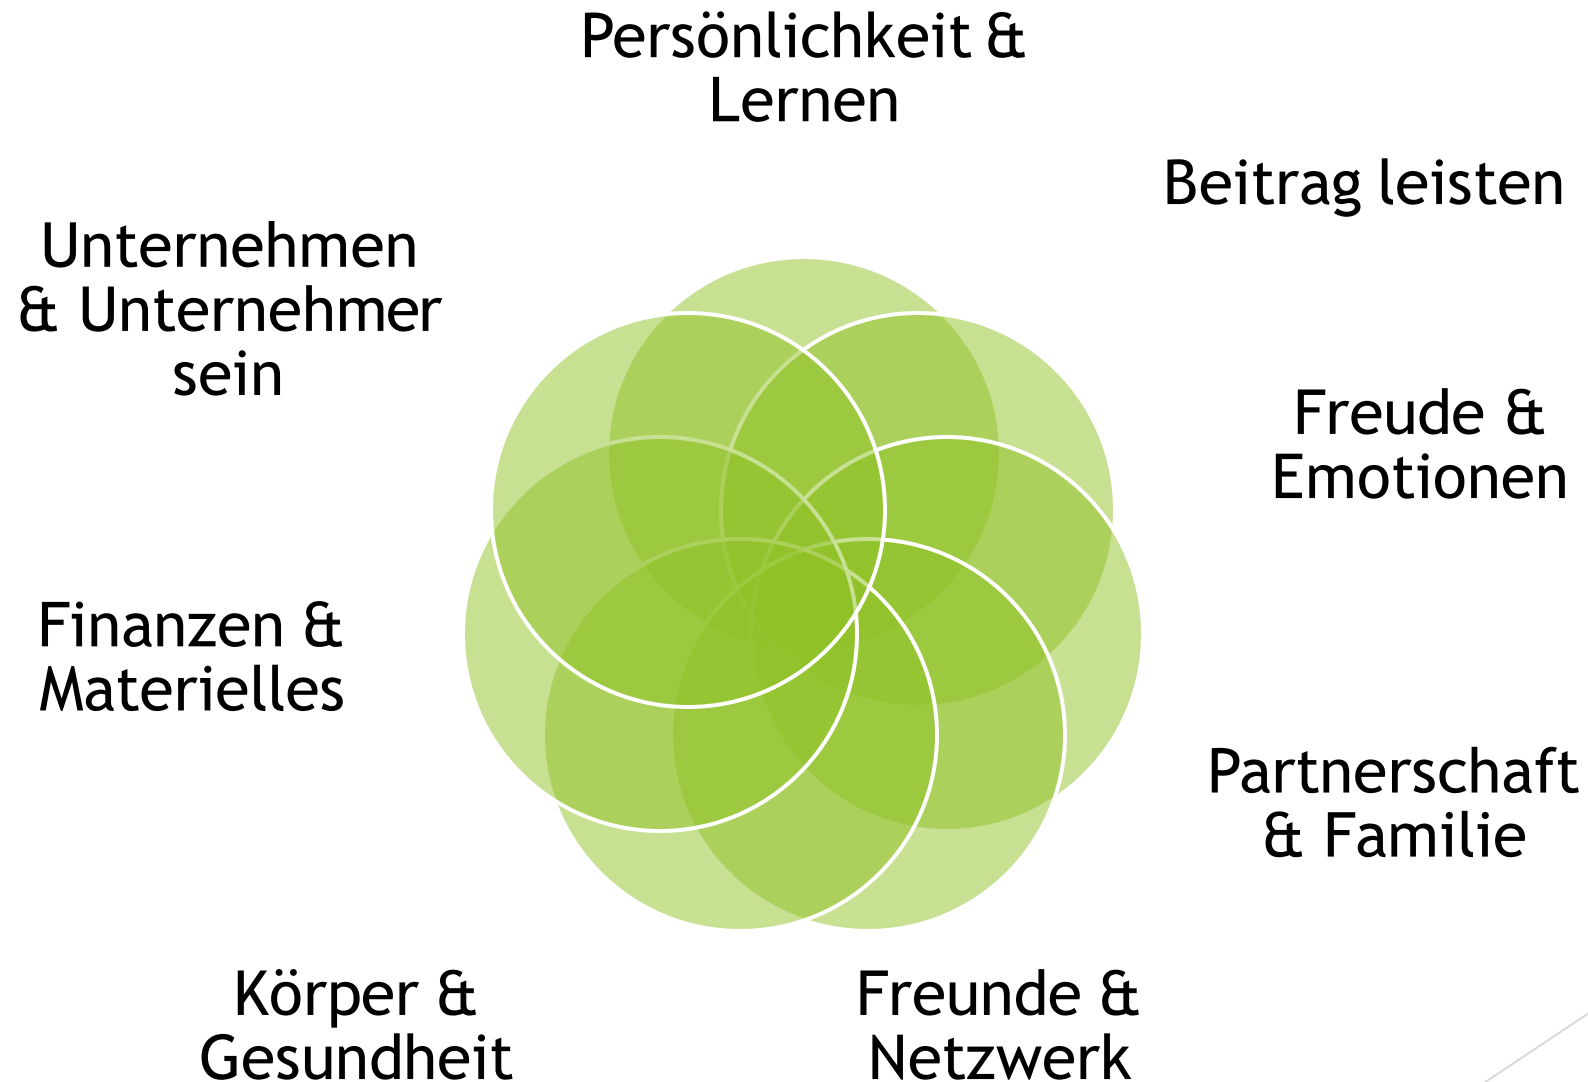 Persönlichkeit &
Lernen
Beitrag leisten
Unternehmen
& Unternehmer
sein
Freude &
Emotionen
Finanzen &
Materielles
Partnerschaft
& Familie
Körper &
Gesundheit
Freunde &
Netzwerk